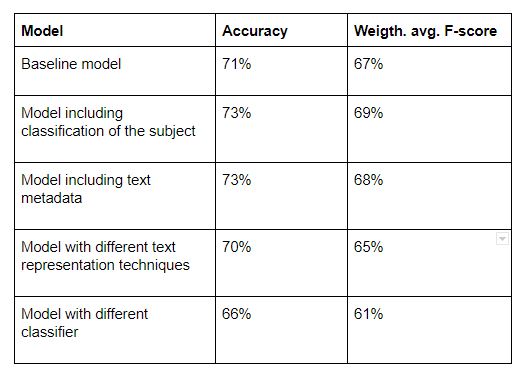 Model Accuracy Weigth. avg. F-score
Baseline model 71% 67%
Model including 73% 69%
classification of the subject
Model including text 73% 68%
metadata
Model with different text 70% 65%
representation techniques
Model with different 66% 61%
classifier